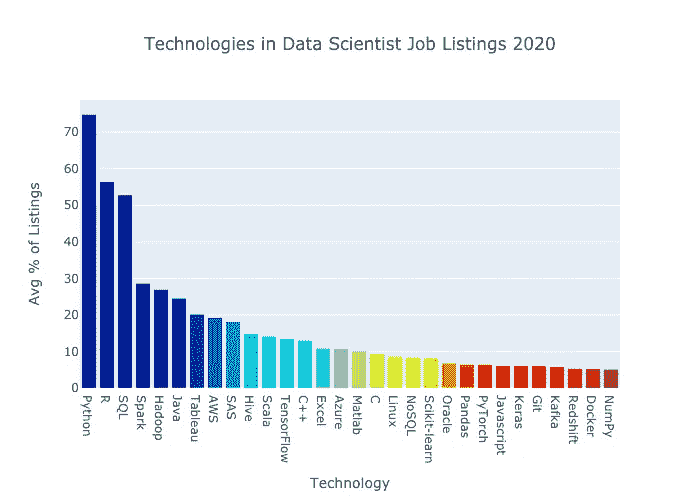 Technologies in Data Scientist Job Listings 2020
Avg % of Listings
70
60
50
40
30
20
10
0
Python
R
SQL
Spark
Hadoop
Java
Tableau
AWS
SAS
Hive
Scala
TensorFlow
C++
Excel
Azure
Matlab
C
Linux
NoSQL
Scikit-learn
Oracle
Pandas
PyTorch
Javascript
Keras
Git
Kafka
Redshift
Docker
NumPy
Technology